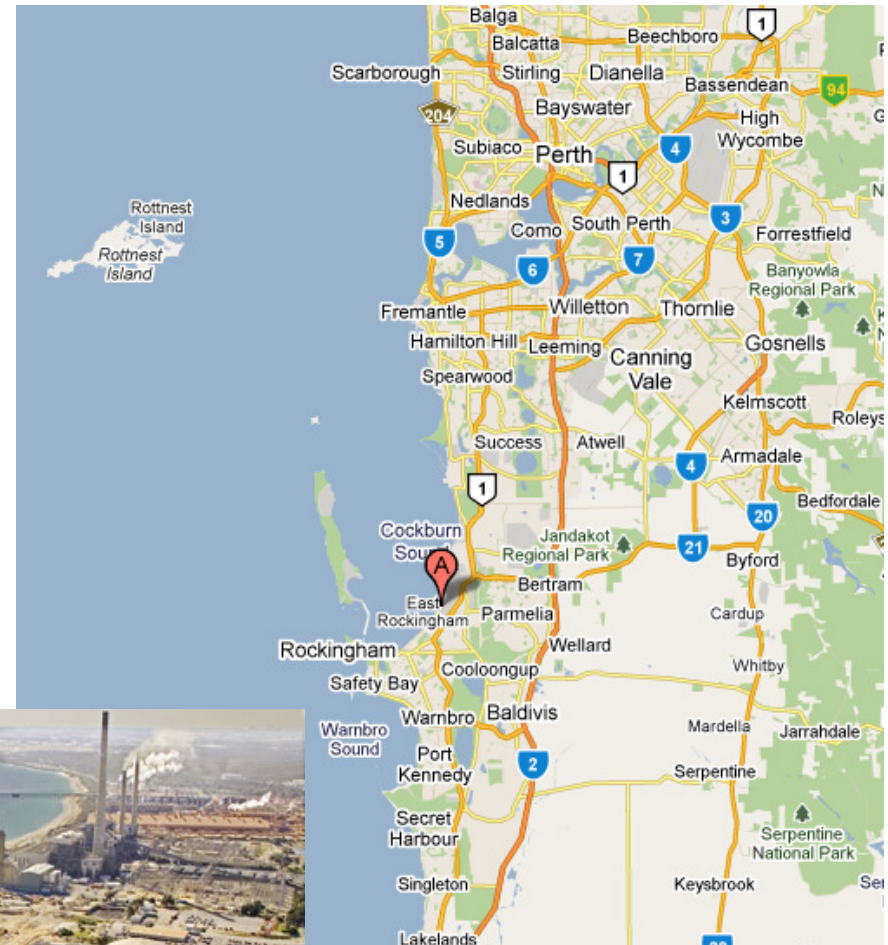 Balga
1
Balcatta
Beechboro
Scarborough
Stirling
Dianella
Bassendean
94
Bayswater
204
High
Wycombe
Subiaco
Perth
4
1
Nedlands
Rottnest
Island
Rottnest
Island
Como
South Perth
3
5
6
7
Forrestfield
Banyowla
Regional Park
Fremantle
Willetton
Thornlie
Hamilton Hill
Leeming
Gosnells
Canning
Vale
Spearwood
Kelmscott
Roleys
Success
Atwell
4
Armadale
1
Bedfordale
20
Cockburn
Sound
Jandakot
Regional Park
21
Byford
A
Bertram
East
Rockingham
Parmelia
Cardup
Rockingham
Wellard
Cooloongup
Whitby
Safety Bay
Warnbro
Baldivis
Warnbro
Sound
Mardella
Jarrahdale
Port
Kennedy
2
Serpentine
Secret
Harbour
Serpentine
National Park
Singleton
Keysbrook
Ser
Lakelands